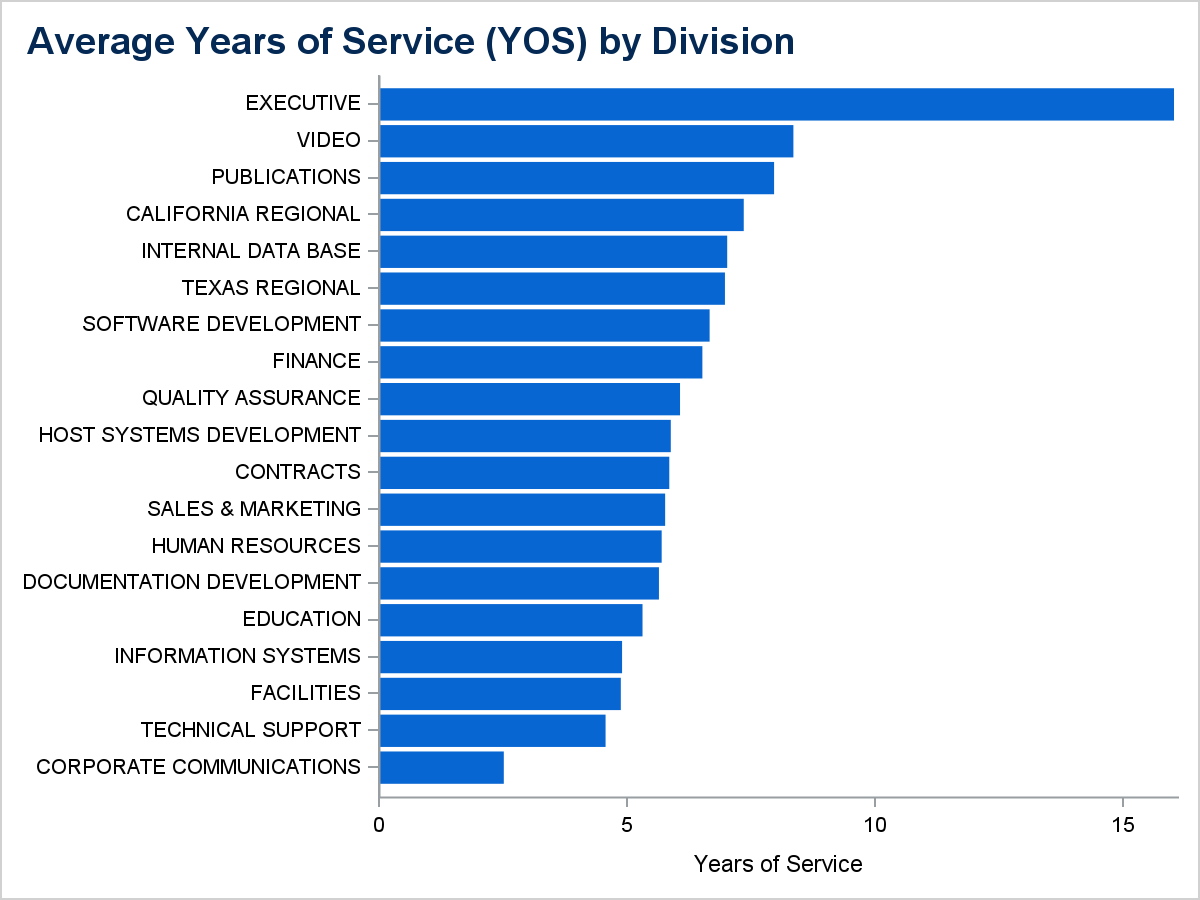 Average Years of Service (YOS) by Division
EXECUTIVE
VIDEO
PUBLICATIONS
CALIFORNIA REGIONAL
INTERNAL DATA BASE
TEXAS REGIONAL
SOFTWARE DEVELOPMENT
FINANCE
QUALITY ASSURANCE
HOST SYSTEMS DEVELOPMENT
CONTRACTS
SALES & MARKETING
HUMAN RESOURCES
DOCUMENTATION DEVELOPMENT
EDUCATION
INFORMATION SYSTEMS
FACILITIES
TECHNICAL SUPPORT
CORPORATE COMMUNICATIONS
0 5 10 15
Years of Service